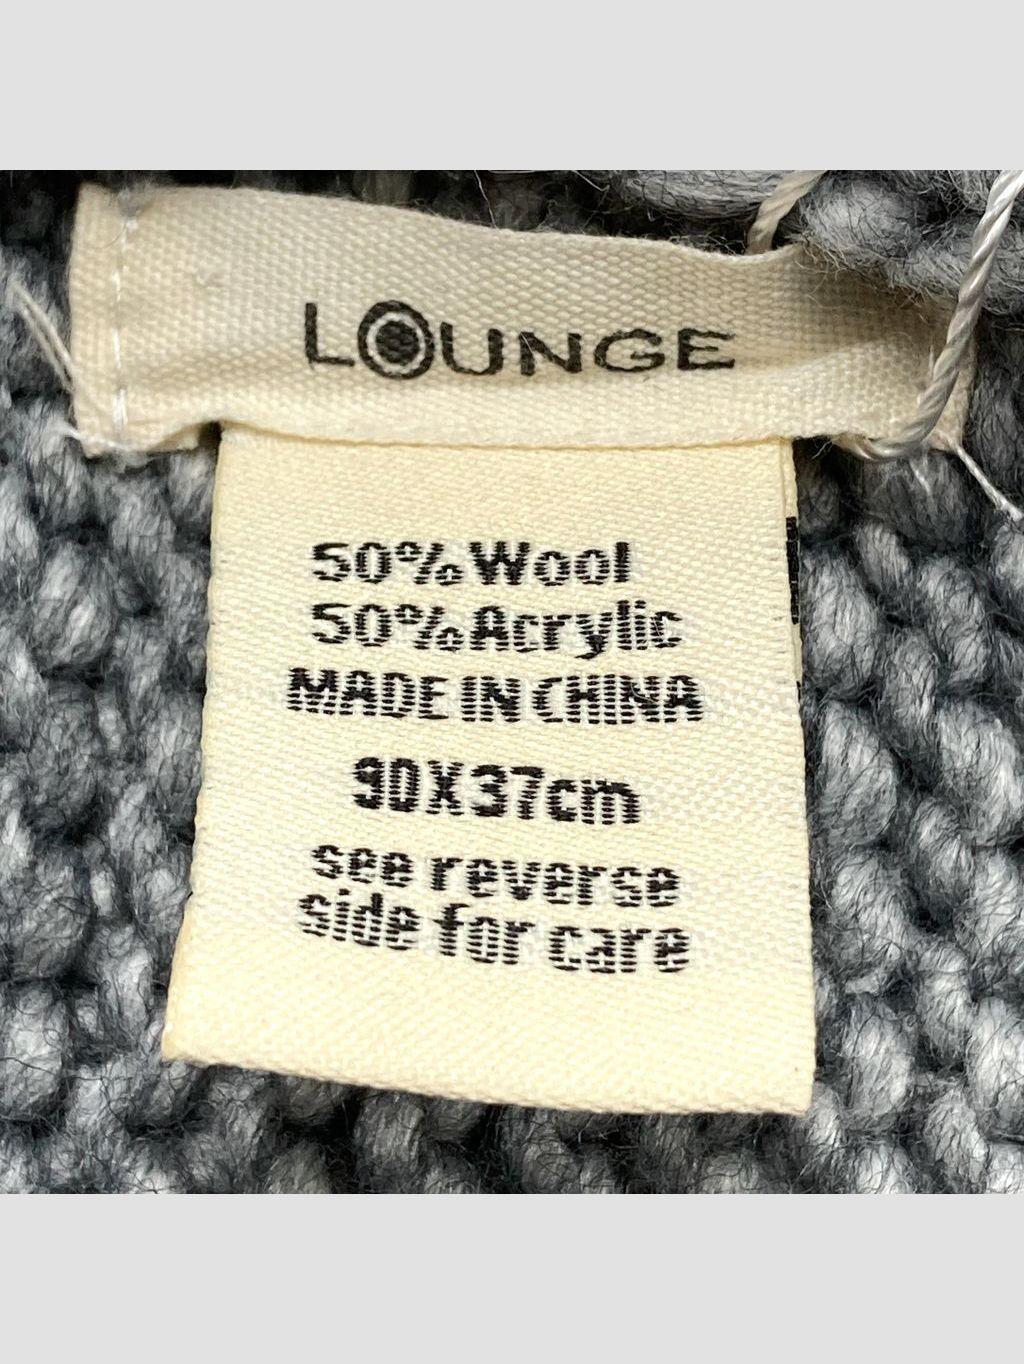 LOUNGE
50%Wool
50%Acrylic
MADE IN CHINA
90X37cm
see reverse
side for care